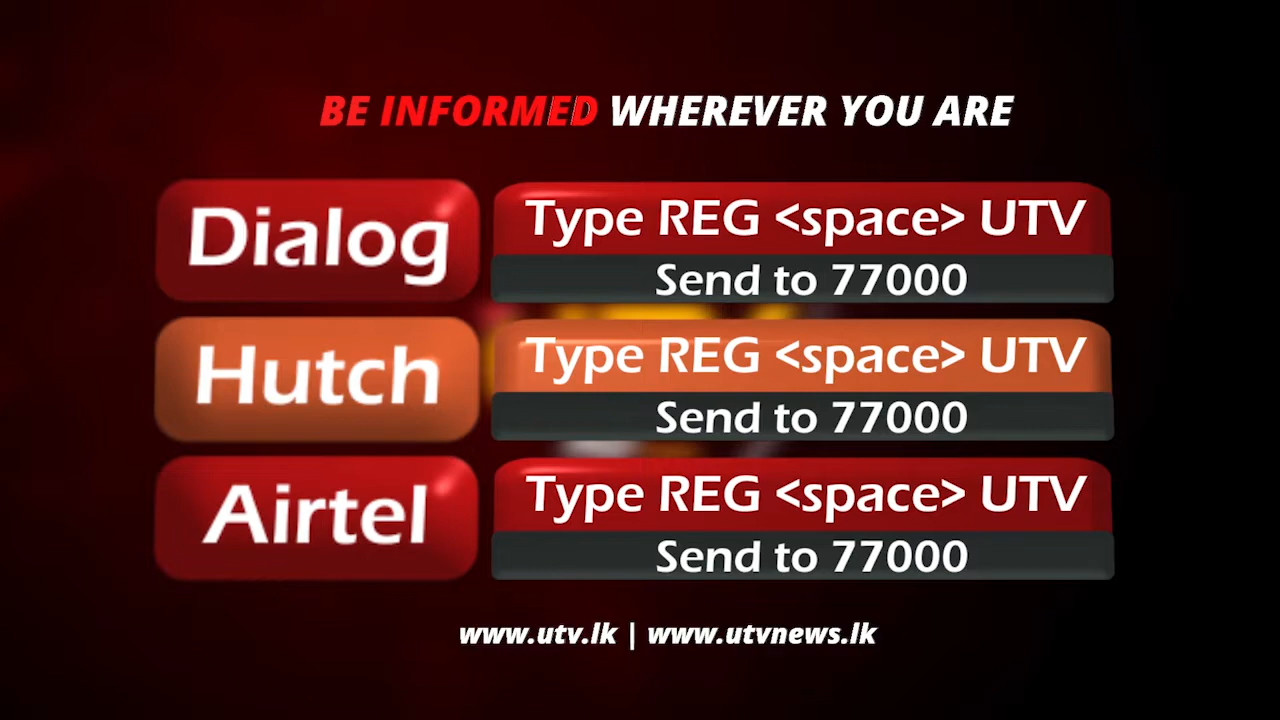 BE INFORMED WHEREVER YOU ARE
Dialog
Type REG <space> UTV
Send to 77000
Hutch
Type REG <space> UTV
Send to 77000
Airtel
Type REG <space> UTV
Send to 77000
www.utv.lk | www.utvnews.lk